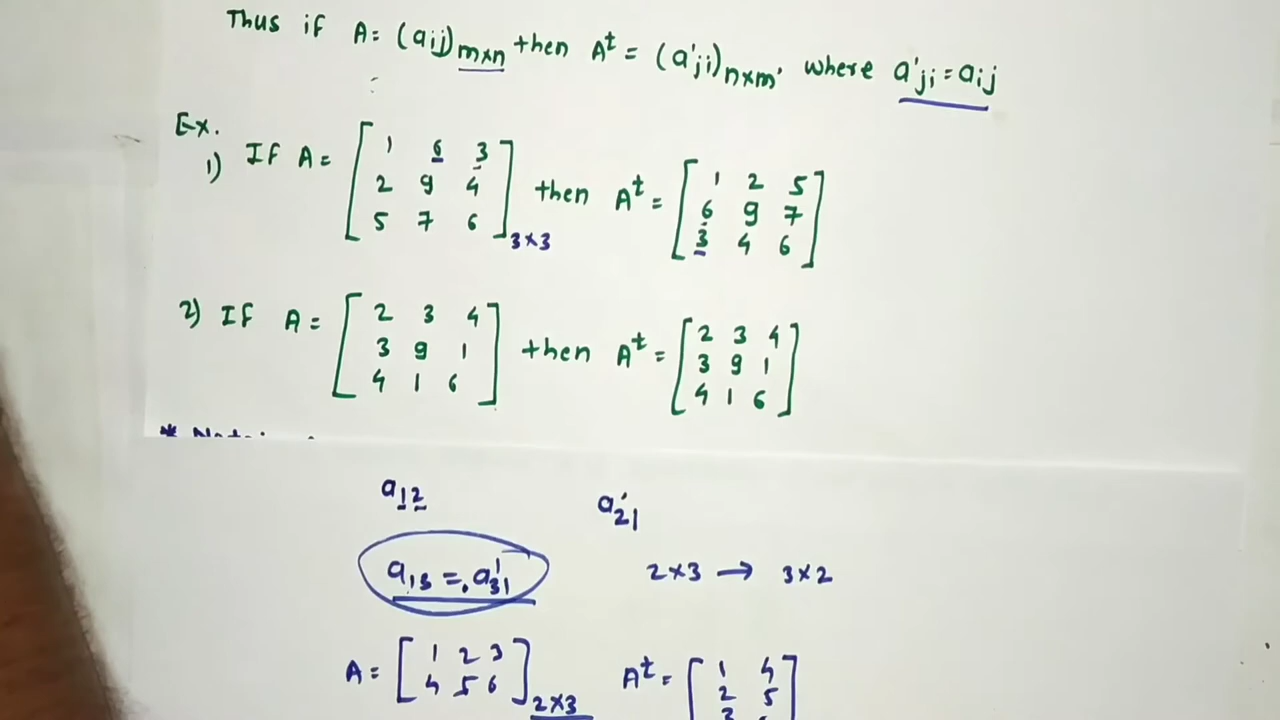 Thus if A = (aij)m×n then Aᵗ = (a'ji)n×m, where a'ji = aij
Ex.
1) If A = [ 1 6 3
2 9 4
5 7 6 ]3×3 then Aᵗ = [ 1 2 5
6 9 7
3 4 6 ]
2) If A = [ 2 3 4
3 9 1
4 1 6 ] then Aᵗ = [ 2 3 4
3 9 1
4 1 6 ]
a12 a'21
a13 = a'31 2×3 → 3×2
A = [ 1 2 3
4 5 6 ]2×3 Aᵗ = [ 1 4
2 5